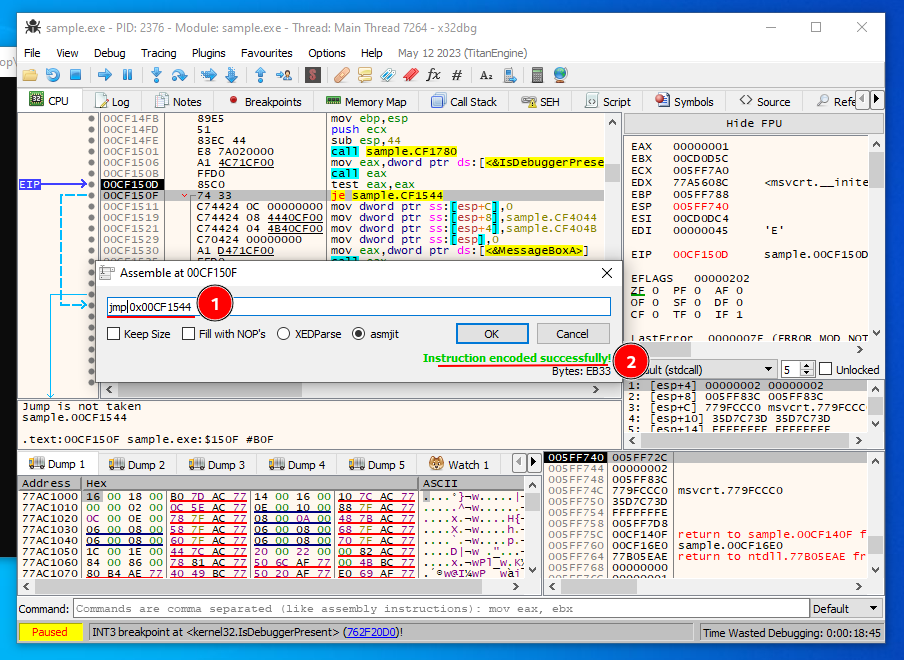 sample.exe - PID: 2376 - Module: sample.exe - Thread: Main Thread 7264 - x32dbg
File View Debug Tracing Plugins Favourites Options Help May 12 2023 (TitanEngine)
CPU Log Notes Breakpoints Memory Map Call Stack SEH Script Symbols Source Refe
00CF14FB 89E5 mov ebp,esp
00CF14FD 51 push ecx
00CF14FE 83EC 44 sub esp,44
00CF1501 E8 7A020000 call sample.CF1780
00CF1506 A1 4C71CF00 mov eax,dword ptr ds:[<&IsDebuggerPrese
00CF150B FFD0 call eax
EIP 00CF150D 85C0 test eax,eax
00CF150F 74 33 je sample.CF1544
00CF1511 C74424 0C 00000000 mov dword ptr ss:[esp+C],0
00CF1519 C74424 08 4440CF00 mov dword ptr ss:[esp+8],sample.CF4044
00CF1521 C74424 04 4B40CF00 mov dword ptr ss:[esp+4],sample.CF404B
00CF1529 C70424 00000000 mov dword ptr ss:[esp],0
00CF1530 A1 D471CF00 mov eax,dword ptr ds:[<&MessageBoxA>]
Hide FPU
EAX 00000001
EBX 00CD0D5C
ECX 005FF7A0
EDX 77A5608C <msvcrt.__inite
EBP 005FF788
ESP 005FF740
ESI 00CD0DC4
EDI 00000045 'E'
EIP 00CF150D sample.00CF150D
EFLAGS 00000202
ZF 0 PF 0 AF 0
OF 0 SF 0 DF 0
CF 0 TF 0 IF 1
LastError 0000007F (ERROR_MOD_NOT
Assemble at 00CF150F
jmp 0x00CF1544
1
Keep Size Fill with NOP's XEDParse asmjit OK Cancel
Instruction encoded successfully!
2
Bytes: EB33
ult (stdcall) 5 Unlocked
1: [esp+4] 00000002 00000002
2: [esp+8] 005FF83C 005FF83C
3: [esp+C] 779FCCC0 msvcrt.779FCCC
4: [esp+10] 35D7C73D 35D7C73D
5: [esp+14] FFFFFFFE FFFFFFFE
Jump is not taken
sample.00CF1544
.text:00CF150F sample.exe:$150F #B0F
Dump 1 Dump 2 Dump 3 Dump 4 Dump 5 Watch 1
Address Hex ASCII
77AC1000 16 00 18 00 B0 7D AC 77 14 00 16 00 10 7C AC 77
77AC1010 00 00 02 00 0C 5E AC 77 0E 00 10 00 88 7F AC 77
77AC1020 0C 00 0E 00 78 7F AC 77 08 00 0A 00 48 7B AC 77
77AC1030 06 00 08 00 58 7F AC 77 06 00 08 00 68 7F AC 77
77AC1040 06 00 08 00 60 7F AC 77 06 00 08 00 70 7F AC 77
77AC1050 1C 00 1E 00 44 7C AC 77 20 00 22 00 00 82 AC 77
77AC1060 84 00 86 00 78 81 AC 77 50 6C AF 77 00 4B BC 77
77AC1070 80 B4 AE 77 40 49 BC 77 50 20 AF 77 E0 69 AF 77
005FF740 005FF72C
005FF744 00000002
005FF748 005FF83C
005FF74C 779FCCC0 msvcrt.779FCCC0
005FF750 35D7C73D
005FF754 FFFFFFFE
005FF758 005FF7D8
005FF75C 00CF140F return to sample.00CF140F f
005FF760 00CF16E0 sample.00CF16E0
005FF764 77B05EAE return to ntdll.77B05EAE fr
005FF768 00000000
Command: Commands are comma separated (like assembly instructions): mov eax, ebx Default
Paused INT3 breakpoint at <kernel32.IsDebuggerPresent> (762F20D0)! Time Wasted Debugging: 0:00:18:45